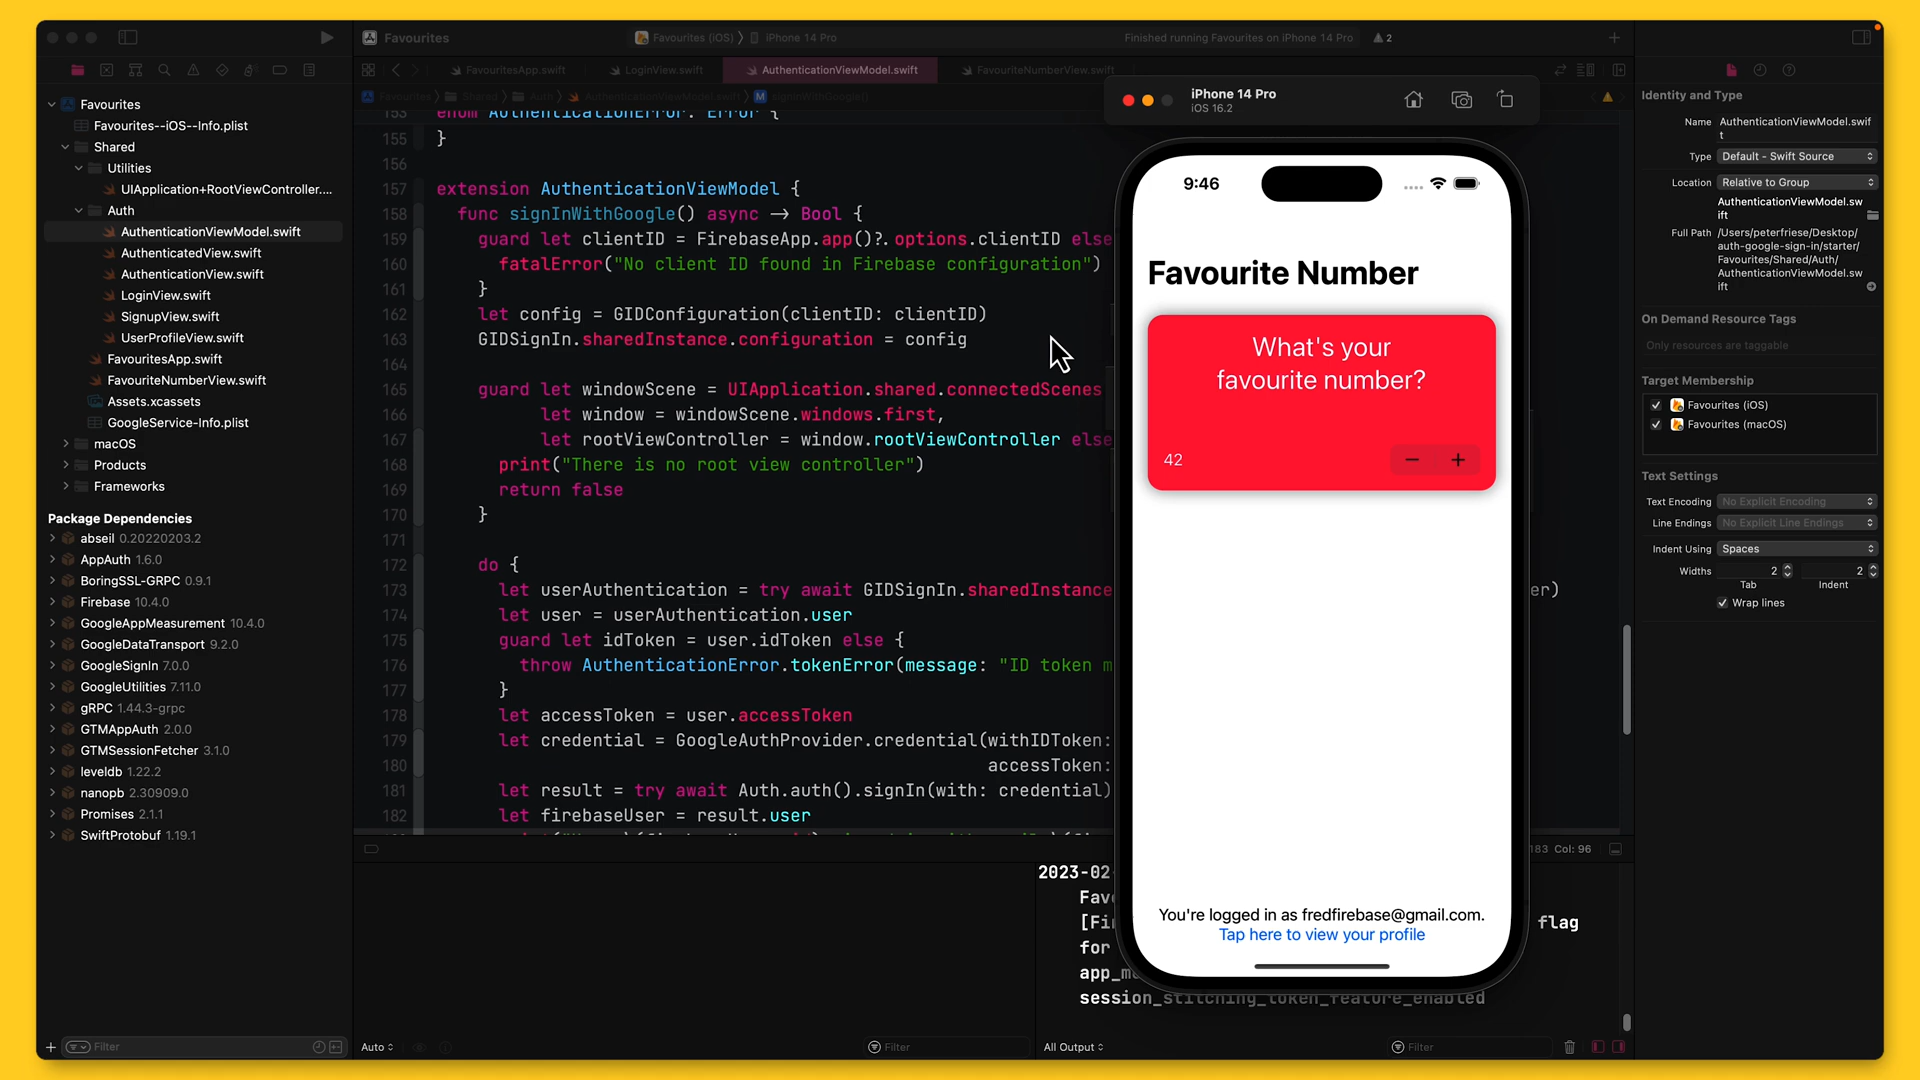 Favourites
Favourites (iOS) 〉 iPhone 14 Pro
Finished running Favourites on iPhone 14 Pro
2
FavouritesApp.swift
LoginView.swift
AuthenticationViewModel.swift
FavouriteNumberView.swift
Favourites
Favourites--iOS--Info.plist
Shared
Utilities
UIApplication+RootViewController....
Auth
AuthenticationViewModel.swift
AuthenticatedView.swift
AuthenticationView.swift
LoginView.swift
SignupView.swift
UserProfileView.swift
FavouritesApp.swift
FavouriteNumberView.swift
Assets.xcassets
GoogleService-Info.plist
macOS
Products
Frameworks
Package Dependencies
abseil 0.20220203.2
AppAuth 1.6.0
BoringSSL-GRPC 0.9.1
Firebase 10.4.0
GoogleAppMeasurement 10.4.0
GoogleDataTransport 9.2.0
GoogleSignIn 7.0.0
GoogleUtilities 7.11.0
gRPC 1.44.3-grpc
GTMAppAuth 2.0.0
GTMSessionFetcher 3.1.0
leveldb 1.22.2
nanopb 2.30909.0
Promises 2.1.1
SwiftProtobuf 1.19.1
Filter
153 enum AuthenticationError: Error {
155 }
156
157 extension AuthenticationViewModel {
158 func signInWithGoogle() async -> Bool {
159 guard let clientID = FirebaseApp.app()?.options.clientID else
160 fatalError("No client ID found in Firebase configuration")
161 }
162 let config = GIDConfiguration(clientID: clientID)
163 GIDSignIn.sharedInstance.configuration = config
164
165 guard let windowScene = UIApplication.shared.connectedScenes
166 let window = windowScene.windows.first,
167 let rootViewController = window.rootViewController else
168 print("There is no root view controller")
169 return false
170 }
171
172 do {
173 let userAuthentication = try await GIDSignIn.sharedInstance
er)
174 let user = userAuthentication.user
175 guard let idToken = user.idToken else {
176 throw AuthenticationError.tokenError(message: "ID token m
177 }
178 let accessToken = user.accessToken
179 let credential = GoogleAuthProvider.credential(withIDToken:
180 accessToken:
181 let result = try await Auth.auth().signIn(with: credential)
182 let firebaseUser = result.user
183 Col: 96
2023-02-
Favo
[Fir
flag
for
app_m
session_stitching_token_feature_enabled
Auto
Filter
All Output
Filter
iPhone 14 Pro
iOS 16.2
9:46
Favourite Number
What's your
favourite number?
42
You're logged in as fredfirebase@gmail.com.
Tap here to view your profile
Identity and Type
Name AuthenticationViewModel.swif
t
Type Default - Swift Source
Location Relative to Group
AuthenticationViewModel.sw
ift
Full Path /Users/peterfriese/Desktop/
auth-google-sign-in/starter/
Favourites/Shared/Auth/
AuthenticationViewModel.sw
ift
On Demand Resource Tags
Only resources are taggable
Target Membership
Favourites (iOS)
Favourites (macOS)
Text Settings
Text Encoding No Explicit Encoding
Line Endings No Explicit Line Endings
Indent Using Spaces
Widths 2 2
Tab Indent
Wrap lines